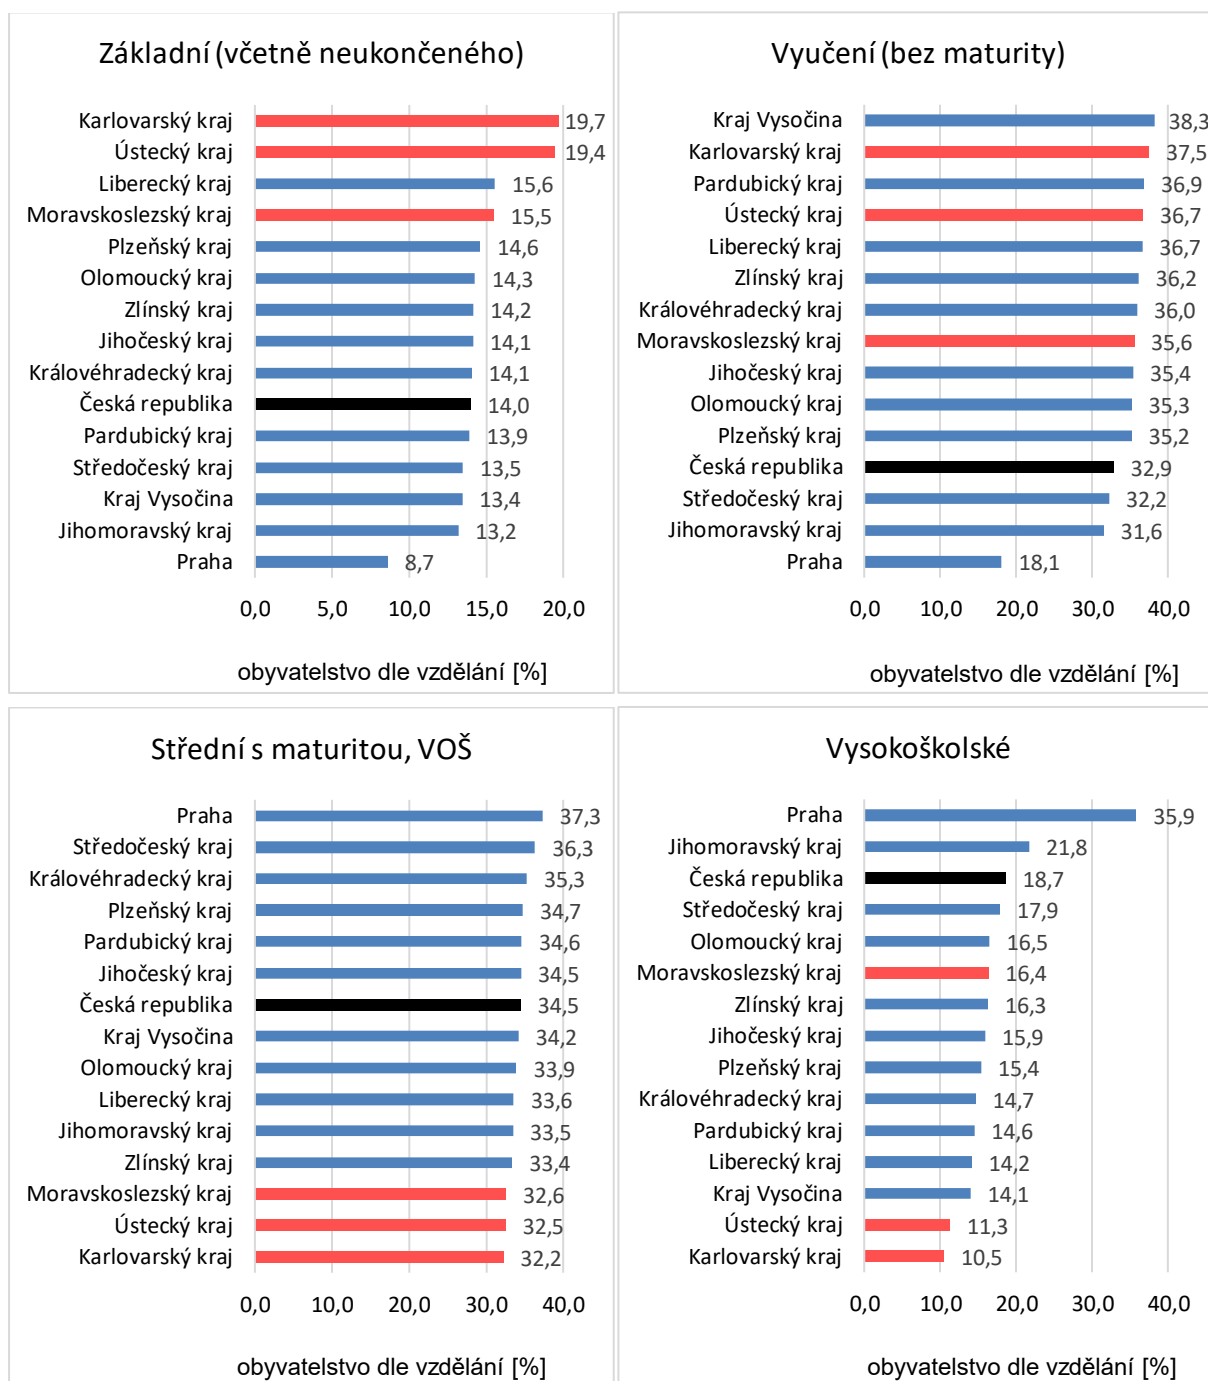 Základní (včetně neukončeného)
Karlovarský kraj 19,7
Ústecký kraj 19,4
Liberecký kraj 15,6
Moravskoslezský kraj 15,5
Plzeňský kraj 14,6
Olomoucký kraj 14,3
Zlínský kraj 14,2
Jihočeský kraj 14,1
Královéhradecký kraj 14,1
Česká republika 14,0
Pardubický kraj 13,9
Středočeský kraj 13,5
Kraj Vysočina 13,4
Jihomoravský kraj 13,2
Praha 8,7
0,0 5,0 10,0 15,0 20,0
obyvatelstvo dle vzdělání [%]
Vyučení (bez maturity)
Kraj Vysočina 38,3
Karlovarský kraj 37,5
Pardubický kraj 36,9
Ústecký kraj 36,7
Liberecký kraj 36,7
Zlínský kraj 36,2
Královéhradecký kraj 36,0
Moravskoslezský kraj 35,6
Jihočeský kraj 35,4
Olomoucký kraj 35,3
Plzeňský kraj 35,2
Česká republika 32,9
Středočeský kraj 32,2
Jihomoravský kraj 31,6
Praha 18,1
0,0 10,0 20,0 30,0 40,0
obyvatelstvo dle vzdělání [%]
Střední s maturitou, VOŠ
Praha 37,3
Středočeský kraj 36,3
Královéhradecký kraj 35,3
Plzeňský kraj 34,7
Pardubický kraj 34,6
Jihočeský kraj 34,5
Česká republika 34,5
Kraj Vysočina 34,2
Olomoucký kraj 33,9
Liberecký kraj 33,6
Jihomoravský kraj 33,5
Zlínský kraj 33,4
Moravskoslezský kraj 32,6
Ústecký kraj 32,5
Karlovarský kraj 32,2
0,0 10,0 20,0 30,0 40,0
obyvatelstvo dle vzdělání [%]
Vysokoškolské
Praha 35,9
Jihomoravský kraj 21,8
Česká republika 18,7
Středočeský kraj 17,9
Olomoucký kraj 16,5
Moravskoslezský kraj 16,4
Zlínský kraj 16,3
Jihočeský kraj 15,9
Plzeňský kraj 15,4
Královéhradecký kraj 14,7
Pardubický kraj 14,6
Liberecký kraj 14,2
Kraj Vysočina 14,1
Ústecký kraj 11,3
Karlovarský kraj 10,5
0,0 10,0 20,0 30,0 40,0
obyvatelstvo dle vzdělání [%]